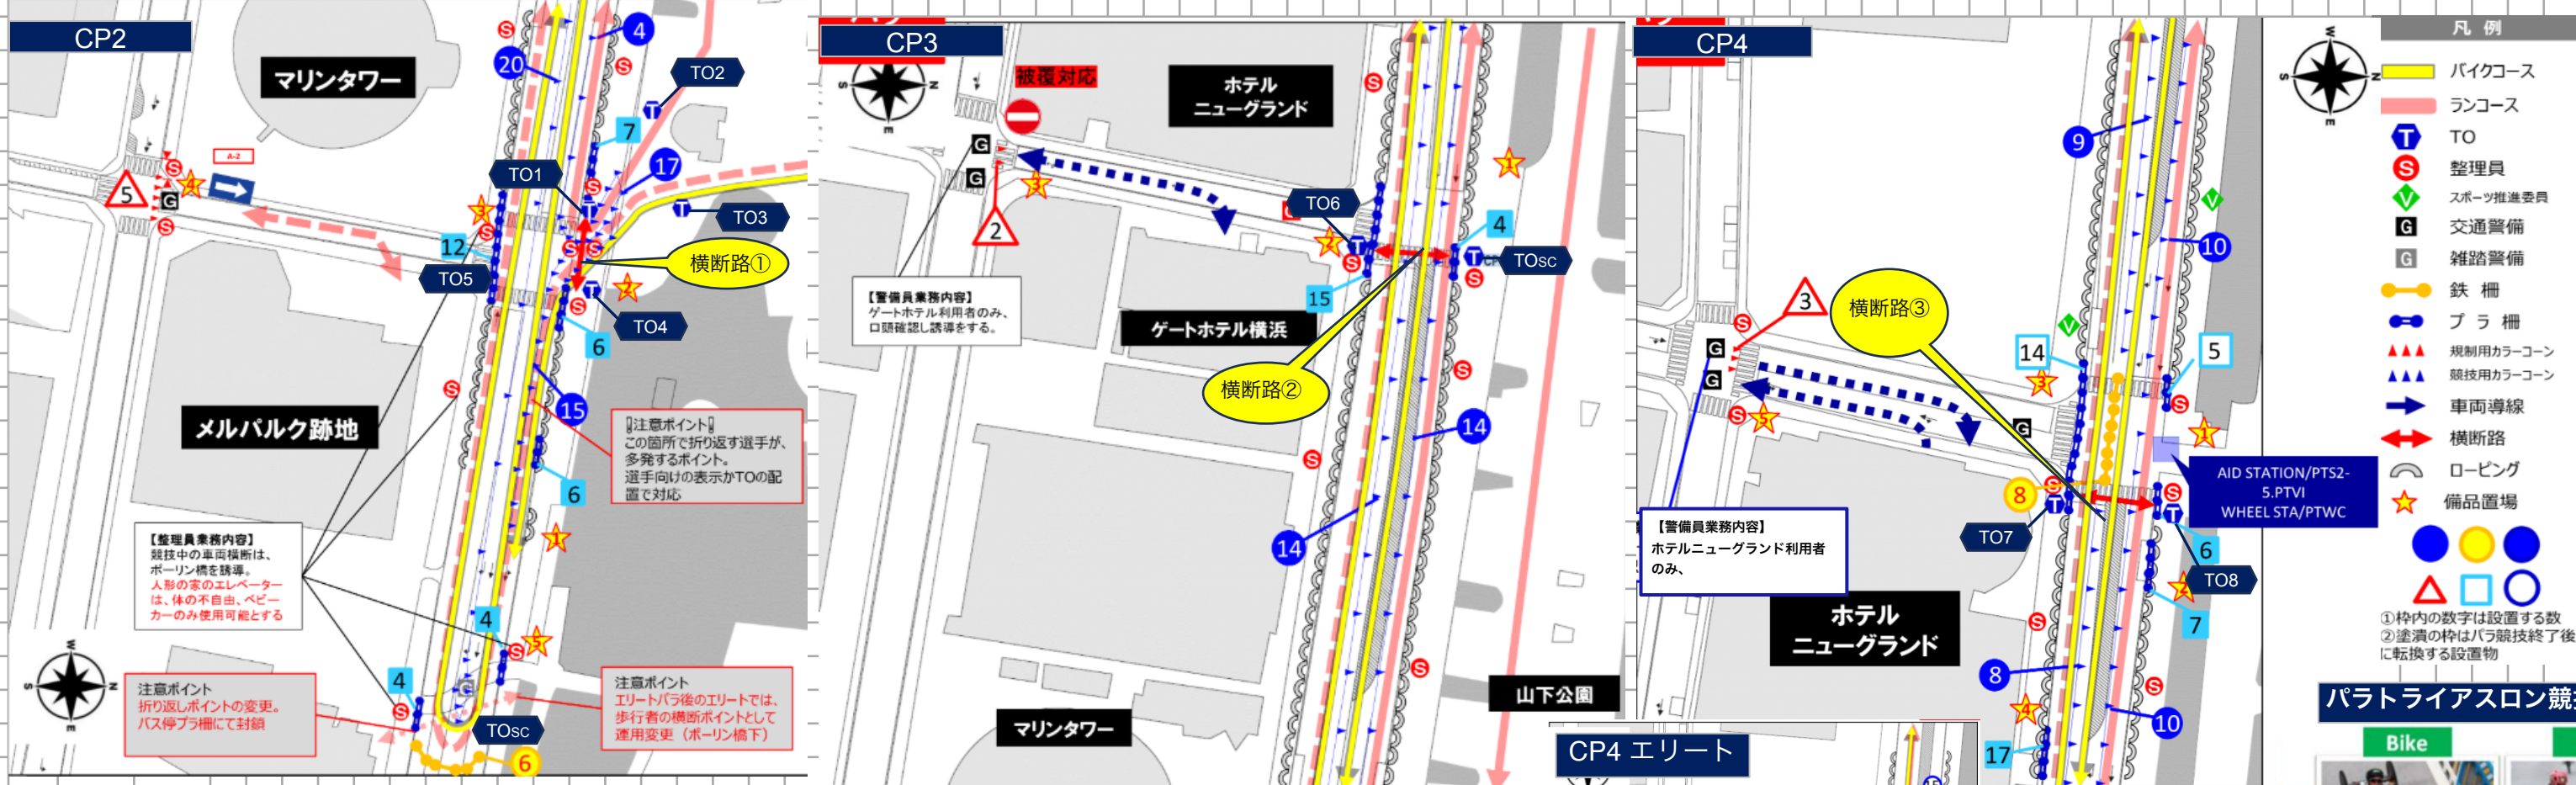 CP2
マリンタワー
20
4
TO2
7
17
TO1
A-2
5
G
4
3
TO3
12
横断路①
TO5
2
TO4
6
15
メルパルク跡地
注意ポイント
この箇所で折り返す選手が、
多発するポイント。
選手向けの表示かTOの配
置で対応
6
1
【整理員業務内容】
競技中の車両横断は、
ポーリン橋を誘導。
人形の家のエレベーター
は、体の不自由、ベビー
カーのみ使用可能とする
4
5
4
注意ポイント
折り返しポイントの変更。
バス停プラ柵にて封鎖
TOSC
注意ポイント
エリートパラ後のエリートでは、
歩行者の横断ポイントとして
運用変更（ポーリン橋下）
6
CP3
被覆対応
ホテル
ニューグランド
G
G
3
2
1
TO6
2
4
TOSC
15
【警備員業務内容】
ゲートホテル利用者のみ、
口頭確認し誘導をする。
ゲートホテル横浜
横断路②
14
14
山下公園
マリンタワー
CP4
9
10
3
横断路③
G
G
14
5
3
3
G
1
8
AID STATION/PTS2-
5.PTVI
WHEEL STA/PTWC
TO7
6
TO8
2
【警備員業務内容】
ホテルニューグランド利用者
のみ、
ホテル
ニューグランド
7
8
4
10
17
CP4 エリート
凡 例
バイクコース
ランコース
T TO
S 整理員
V スポーツ推進委員
G 交通警備
G 雑踏警備
鉄 柵
プ ラ 柵
規制用カラーコーン
競技用カラーコーン
車両導線
横断路
ロービング
備品置場
①枠内の数字は設置する数
②塗潰の枠はパラ競技終了後
に転換する設置物
パラトライアスロン競
Bike